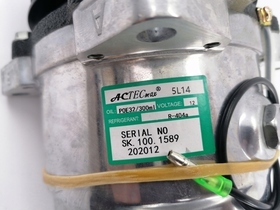 ACTECmax® 5L14
OIL: POE32/300ml VOLTAGE: 12
REFRIGERANT: R-404a
SERIAL NO
SK.100.1589
202012